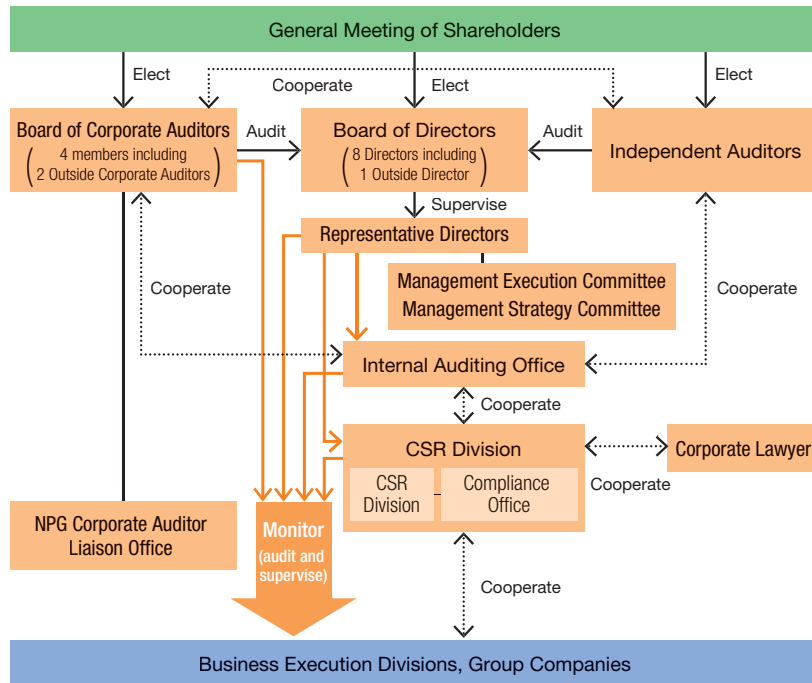 General Meeting of Shareholders
Elect
Cooperate
Elect
Elect
Board of Corporate Auditors
(4 members including
2 Outside Corporate Auditors)
Audit
Board of Directors
(8 Directors including
1 Outside Director)
Audit
Independent Auditors
Supervise
Representative Directors
Cooperate
Management Execution Committee
Management Strategy Committee
Cooperate
Internal Auditing Office
Cooperate
CSR Division
Corporate Lawyer
Cooperate
CSR
Division
Compliance
Office
NPG Corporate Auditor
Liaison Office
Monitor
(audit and
supervise)
Cooperate
Business Execution Divisions, Group Companies